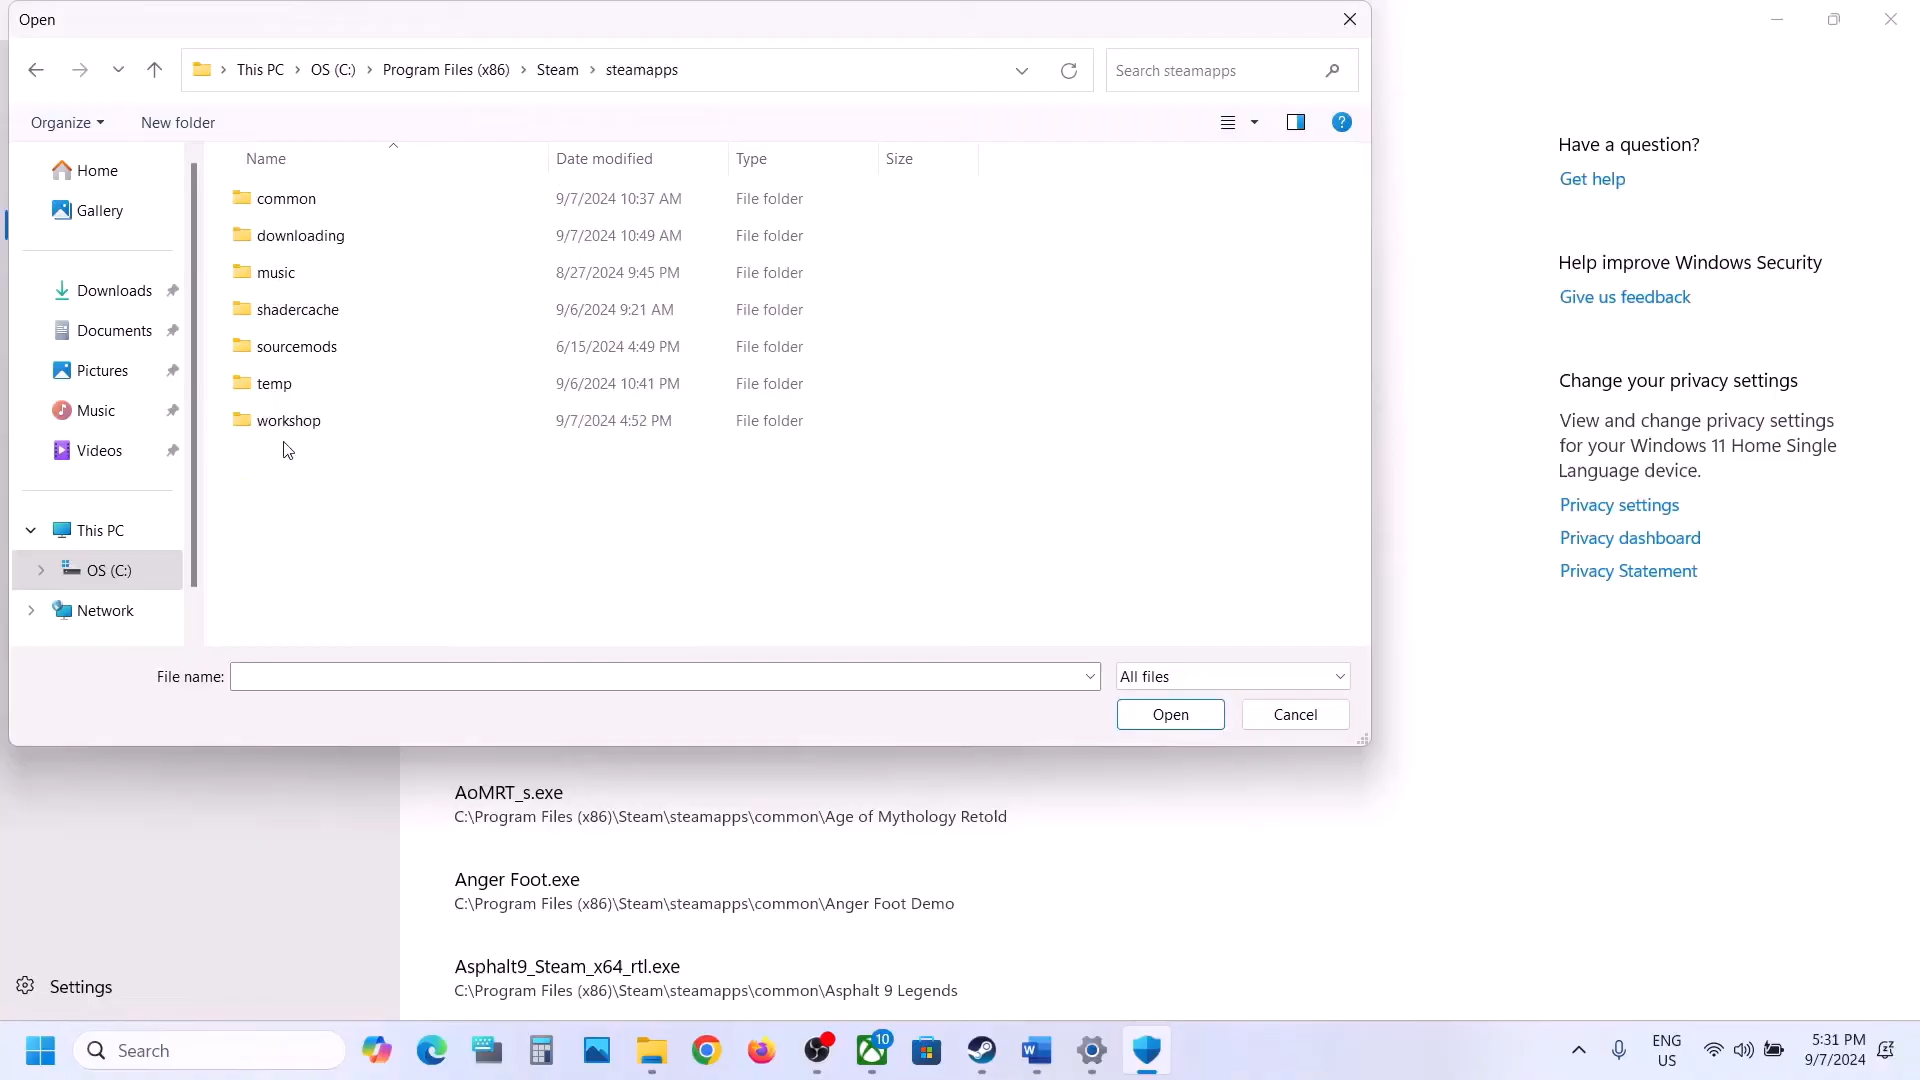 Open
This PC > OS (C:) > Program Files (x86) > Steam > steamapps
Search steamapps
Organize
New folder
Name
Date modified
Type
Size
Home
Gallery
Downloads
Documents
Pictures
Music
Videos
This PC
OS (C:)
Network
common 9/7/2024 10:37 AM File folder
downloading 9/7/2024 10:49 AM File folder
music 8/27/2024 9:45 PM File folder
shadercache 9/6/2024 9:21 AM File folder
sourcemods 6/15/2024 4:49 PM File folder
temp 9/6/2024 10:41 PM File folder
workshop 9/7/2024 4:52 PM File folder
File name:
All files
Open
Cancel
Have a question?
Get help
Help improve Windows Security
Give us feedback
Change your privacy settings
View and change privacy settings
for your Windows 11 Home Single
Language device.
Privacy settings
Privacy dashboard
Privacy Statement
AoMRT_s.exe
C:\Program Files (x86)\Steam\steamapps\common\Age of Mythology Retold
Anger Foot.exe
C:\Program Files (x86)\Steam\steamapps\common\Anger Foot Demo
Asphalt9_Steam_x64_rtl.exe
C:\Program Files (x86)\Steam\steamapps\common\Asphalt 9 Legends
Settings
Search
10
ENG
US
5:31 PM
9/7/2024